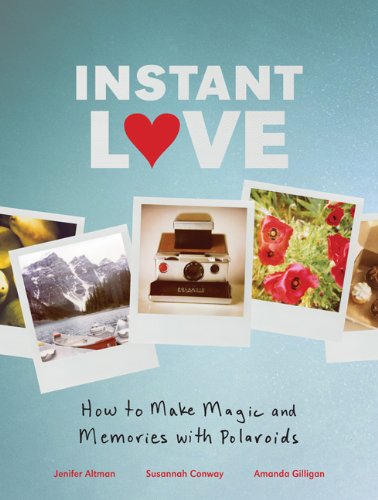 INSTANT
LOVE
How to Make Magic and
Memories with Polaroids
Jenifer Altman Susannah Conway Amanda Gilligan